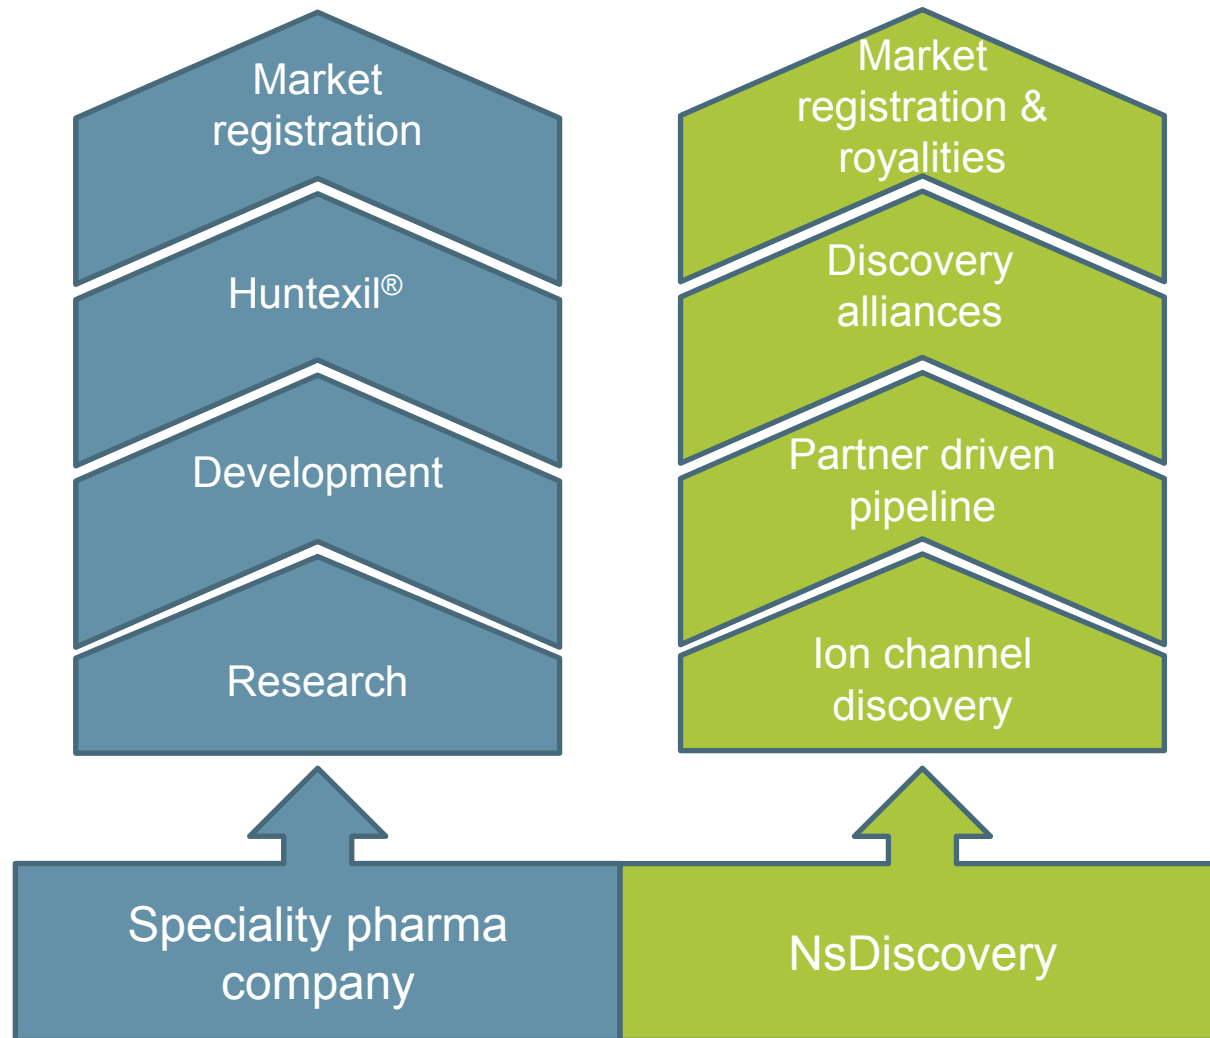 Market
registration
Huntexil®
Development
Research
Speciality pharma
company
Market
registration &
royalities
Discovery
alliances
Partner driven
pipeline
Ion channel
discovery
NsDiscovery